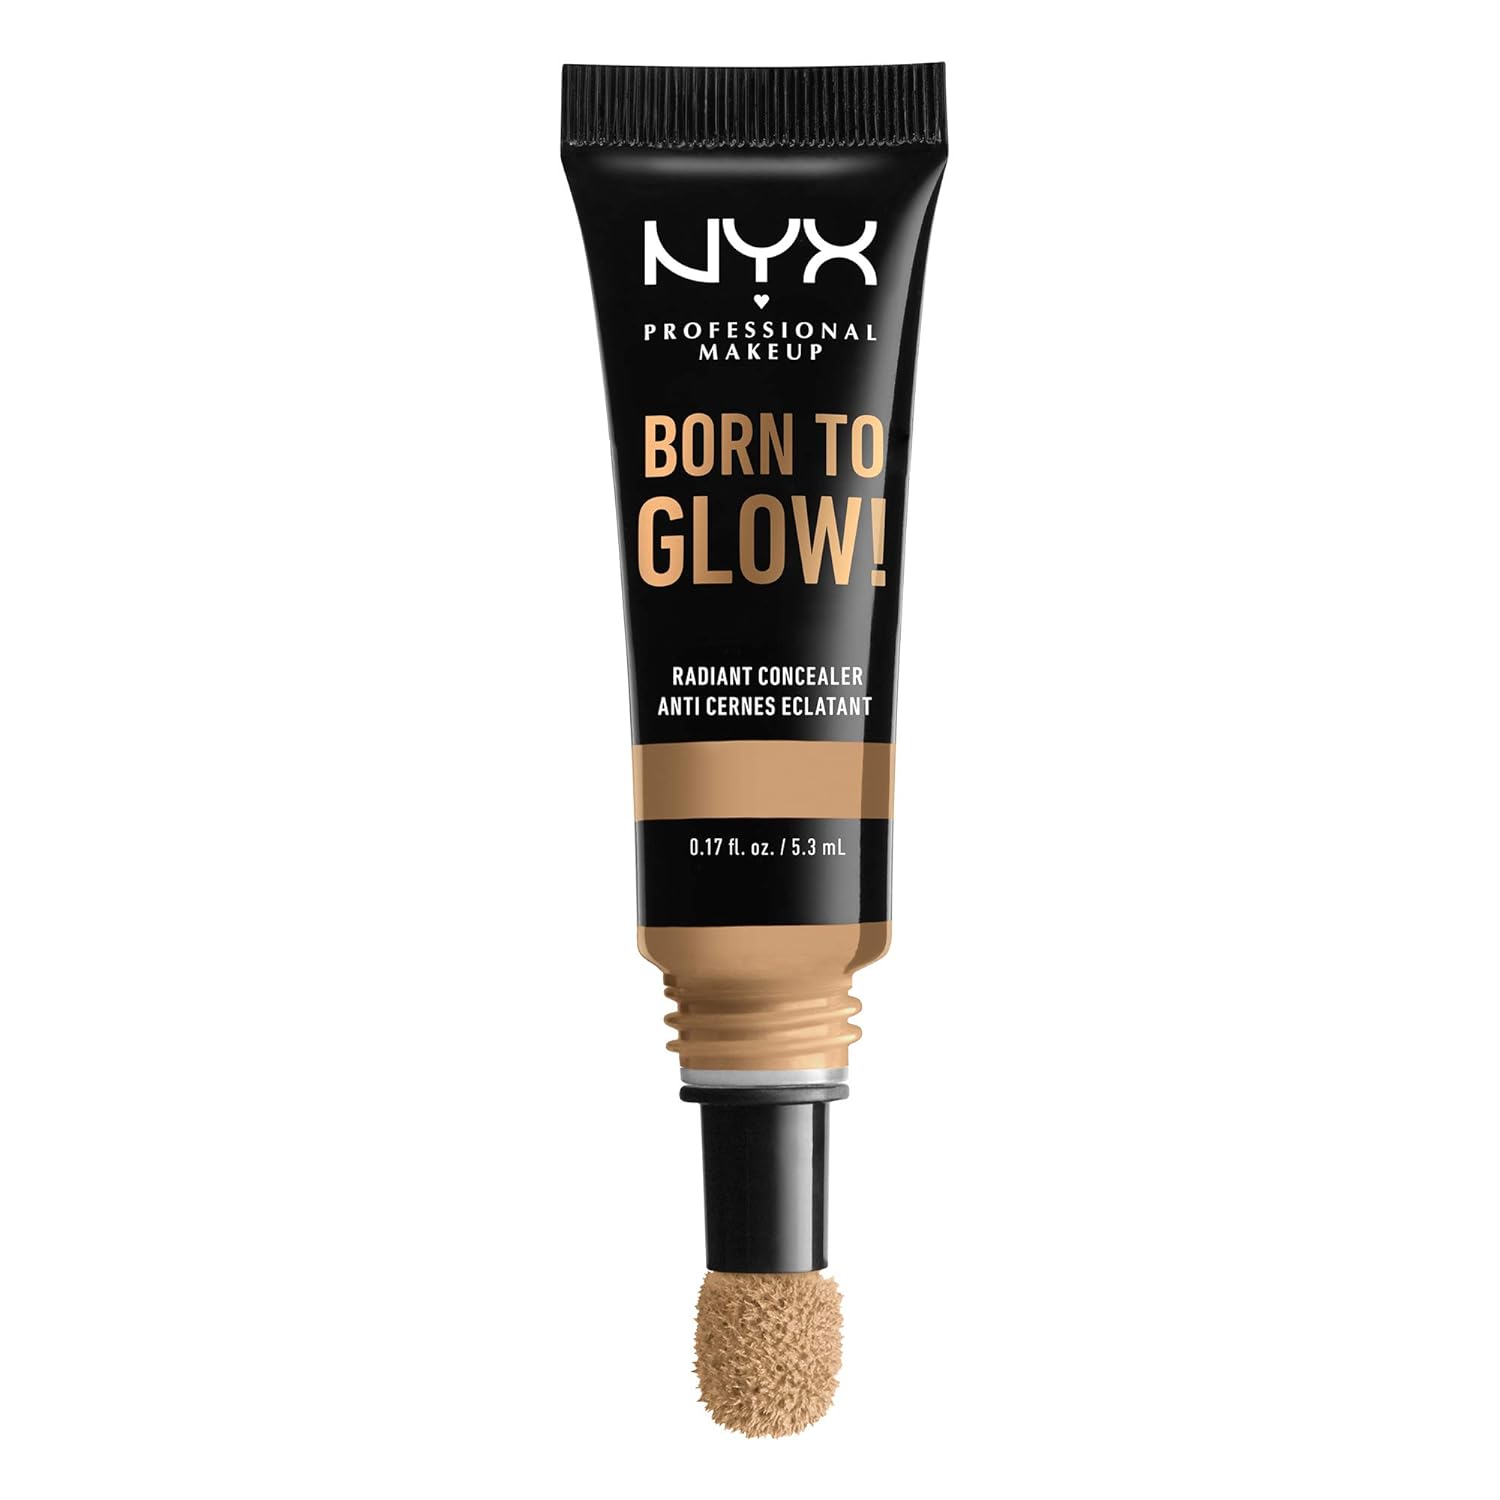 NYX
PROFESSIONAL
MAKEUP
BORN TO
GLOW!
RADIANT CONCEALER
ANTI CERNES ECLATANT
0.17 fl. oz. / 5.3 mL